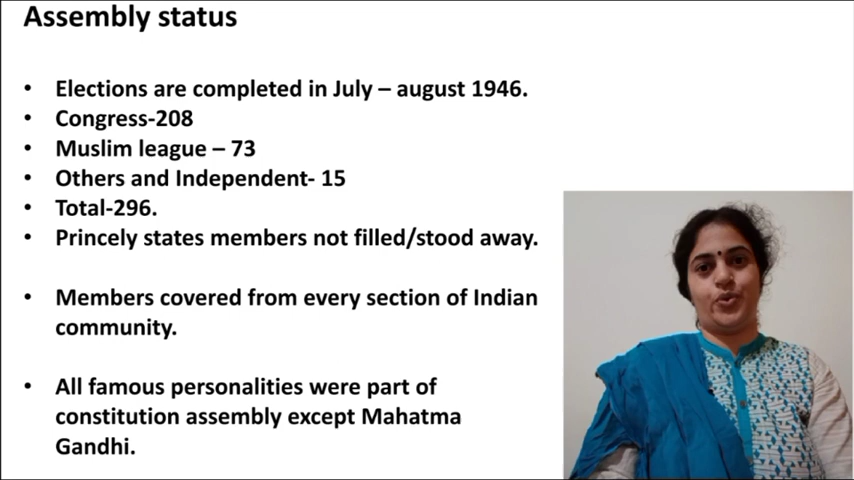 Assembly status
• Elections are completed in July – august 1946.
• Congress-208
• Muslim league – 73
• Others and Independent- 15
• Total-296.
• Princely states members not filled/stood away.
• Members covered from every section of Indian
community.
• All famous personalities were part of
constitution assembly except Mahatma
Gandhi.